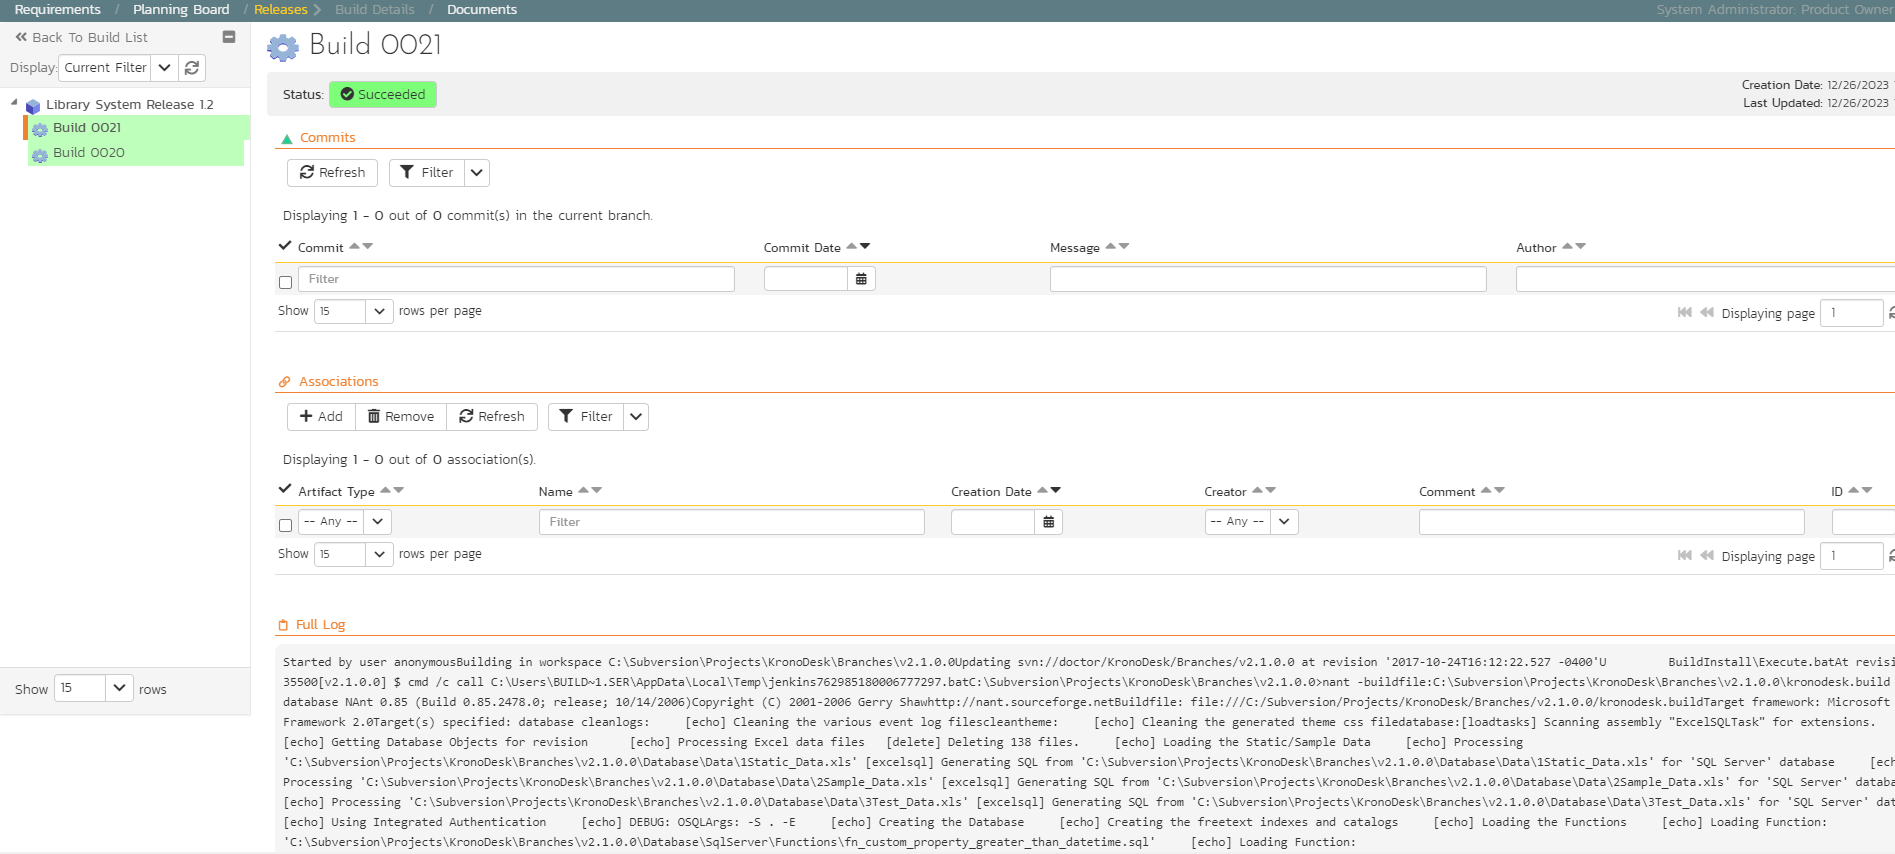 Requirements / Planning Board / Releases Build Details / Documents System Administrator: Product Owner
Back To Build List
Display: Current Filter
Library System Release 1.2
Build 0021
Build 0020
Show 15 rows
Build 0021
Status: Succeeded
Creation Date: 12/26/2023
Last Updated: 12/26/2023
Commits
Refresh Filter
Displaying 1 - 0 out of 0 commit(s) in the current branch.
Commit Commit Date Message Author
Filter
Show 15 rows per page Displaying page 1
Associations
Add Remove Refresh Filter
Displaying 1 - 0 out of 0 association(s).
Artifact Type Name Creation Date Creator Comment ID
-- Any -- Filter -- Any --
Show 15 rows per page Displaying page 1
Full Log
Started by user anonymousBuilding in workspace C:\Subversion\Projects\KronoDesk\Branches\v2.1.0.0Updating svn://doctor/KronoDesk/Branches/v2.1.0.0 at revision '2017-10-24T16:12:22.527 -0400'U BuildInstall\Execute.batAt revisi
35500[v2.1.0.0] $ cmd /c call C:\Users\BUILD~1.SER\AppData\Local\Temp\jenkins762985180006777297.batC:\Subversion\Projects\KronoDesk\Branches\v2.1.0.0>nant -buildfile:C:\Subversion\Projects\KronoDesk\Branches\v2.1.0.0\kronodesk.build
database NAnt 0.85 (Build 0.85.2478.0; release; 10/14/2006)Copyright (C) 2001-2006 Gerry Shawhttp://nant.sourceforge.netBuildfile: file:///C:/Subversion/Projects/KronoDesk/Branches/v2.1.0.0/kronodesk.buildTarget framework: Microsoft
Framework 2.0Target(s) specified: database cleanlogs: [echo] Cleaning the various event log filescleantheme: [echo] Cleaning the generated theme css filedatabase:[loadtasks] Scanning assembly "ExcelSQLTask" for extensions.
[echo] Getting Database Objects for revision [echo] Processing Excel data files [delete] Deleting 138 files. [echo] Loading the Static/Sample Data [echo] Processing
'C:\Subversion\Projects\KronoDesk\Branches\v2.1.0.0\Database\Data\1Static_Data.xls' [excelsql] Generating SQL from 'C:\Subversion\Projects\KronoDesk\Branches\v2.1.0.0\Database\Data\1Static_Data.xls' for 'SQL Server' database [ech
Processing 'C:\Subversion\Projects\KronoDesk\Branches\v2.1.0.0\Database\Data\2Sample_Data.xls' [excelsql] Generating SQL from 'C:\Subversion\Projects\KronoDesk\Branches\v2.1.0.0\Database\Data\2Sample_Data.xls' for 'SQL Server' databa
[echo] Processing 'C:\Subversion\Projects\KronoDesk\Branches\v2.1.0.0\Database\Data\3Test_Data.xls' [excelsql] Generating SQL from 'C:\Subversion\Projects\KronoDesk\Branches\v2.1.0.0\Database\Data\3Test_Data.xls' for 'SQL Server' dat
[echo] Using Integrated Authentication [echo] DEBUG: OSQLArgs: -S . -E [echo] Creating the Database [echo] Creating the freetext indexes and catalogs [echo] Loading the Functions [echo] Loading Function:
'C:\Subversion\Projects\KronoDesk\Branches\v2.1.0.0\Database\SqlServer\Functions\fn_custom_property_greater_than_datetime.sql' [echo] Loading Function: